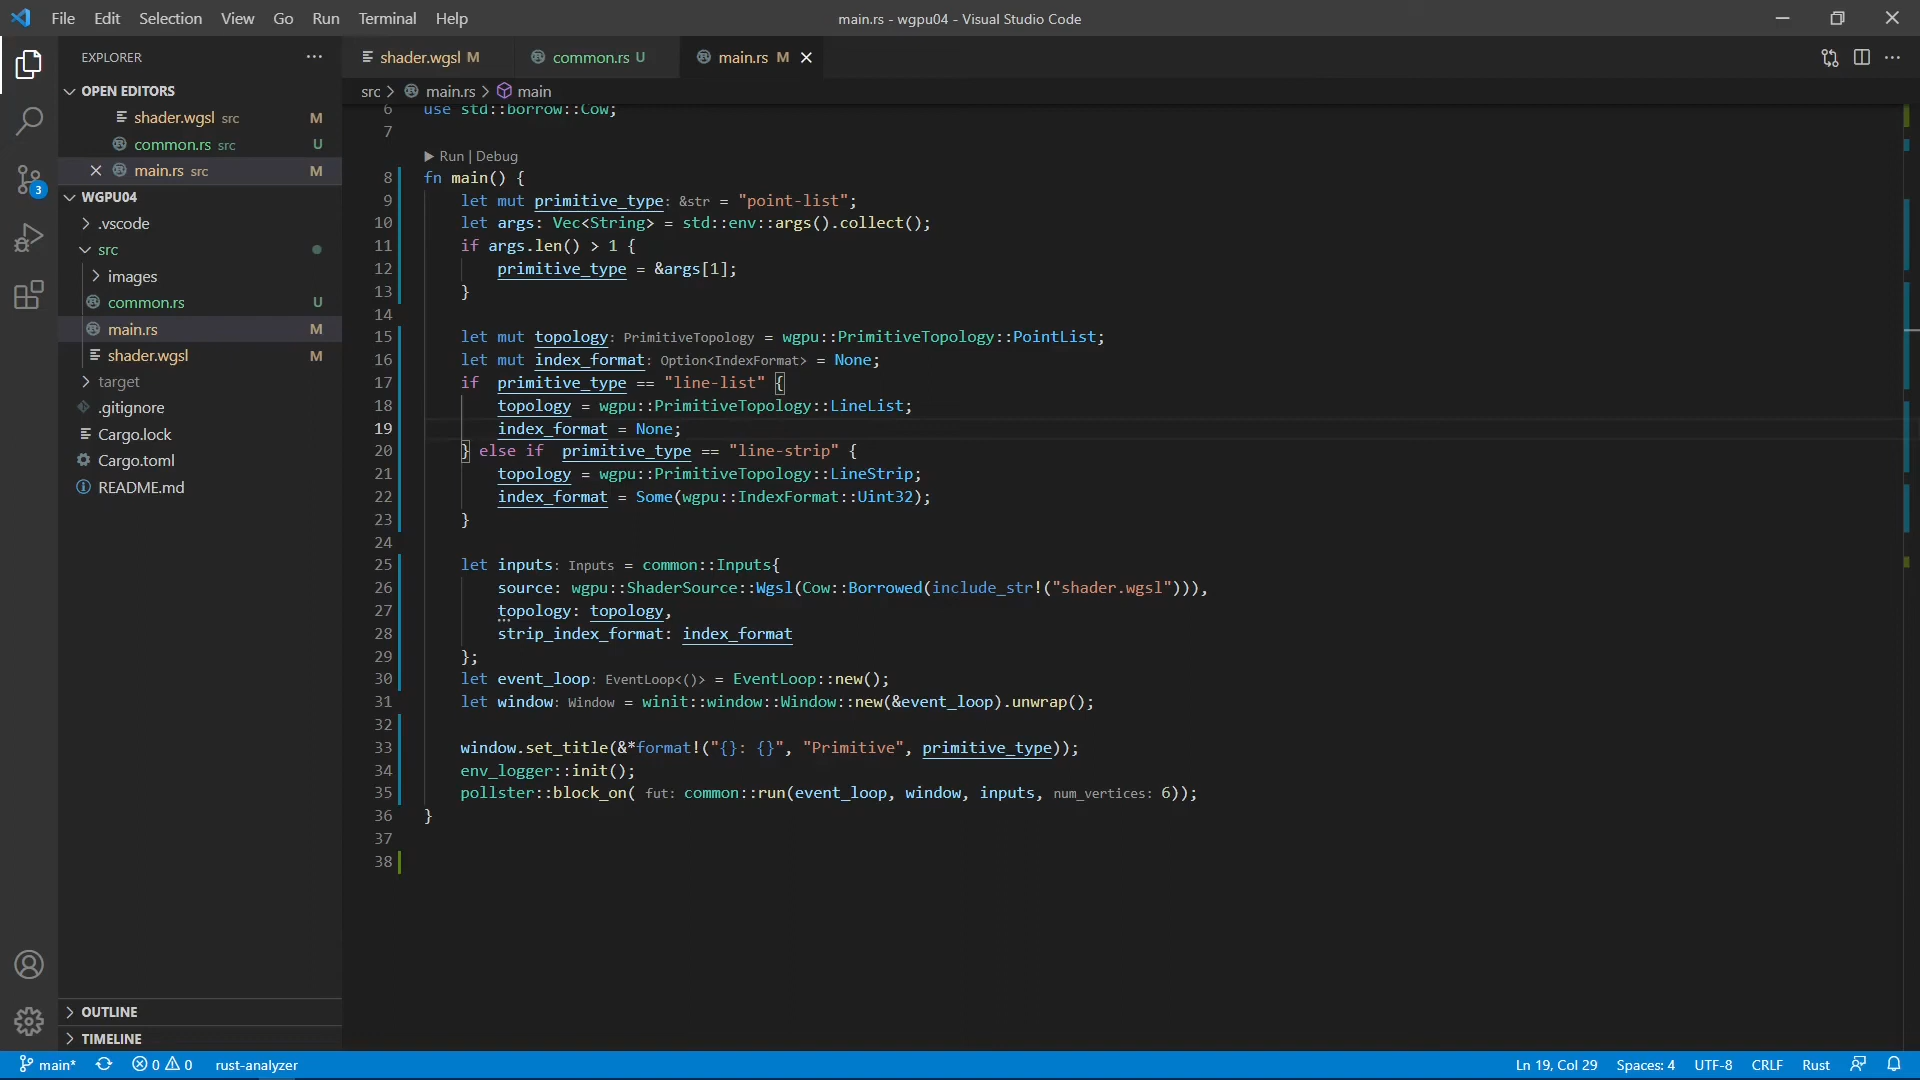 File Edit Selection View Go Run Terminal Help
main.rs - wgpu04 - Visual Studio Code
EXPLORER
OPEN EDITORS
shader.wgsl src M
common.rs src U
main.rs src M
WGPU04
.vscode
src
images
common.rs U
main.rs M
shader.wgsl M
target
.gitignore
Cargo.lock
Cargo.toml
README.md
OUTLINE
TIMELINE
shader.wgsl M
common.rs U
main.rs M
src > main.rs > main
6 use std::borrow::Cow;
7
Run | Debug
8 fn main() {
9 let mut primitive_type: &str = "point-list";
10 let args: Vec<String> = std::env::args().collect();
11 if args.len() > 1 {
12 primitive_type = &args[1];
13 }
14
15 let mut topology: PrimitiveTopology = wgpu::PrimitiveTopology::PointList;
16 let mut index_format: Option<IndexFormat> = None;
17 if  primitive_type == "line-list" {
18 topology = wgpu::PrimitiveTopology::LineList;
19 index_format = None;
20 } else if  primitive_type == "line-strip" {
21 topology = wgpu::PrimitiveTopology::LineStrip;
22 index_format = Some(wgpu::IndexFormat::Uint32);
23 }
24
25 let inputs: Inputs = common::Inputs{
26 source: wgpu::ShaderSource::Wgsl(Cow::Borrowed(include_str!("shader.wgsl"))),
27 topology: topology,
28 strip_index_format: index_format
29 };
30 let event_loop: EventLoop<()> = EventLoop::new();
31 let window: Window = winit::window::Window::new(&event_loop).unwrap();
32
33 window.set_title(&*format!("{}: {}", "Primitive", primitive_type));
34 env_logger::init();
35 pollster::block_on( fut: common::run(event_loop, window, inputs, num_vertices: 6));
36 }
37
38
3
main* 0 0 rust-analyzer
Ln 19, Col 29 Spaces: 4 UTF-8 CRLF Rust